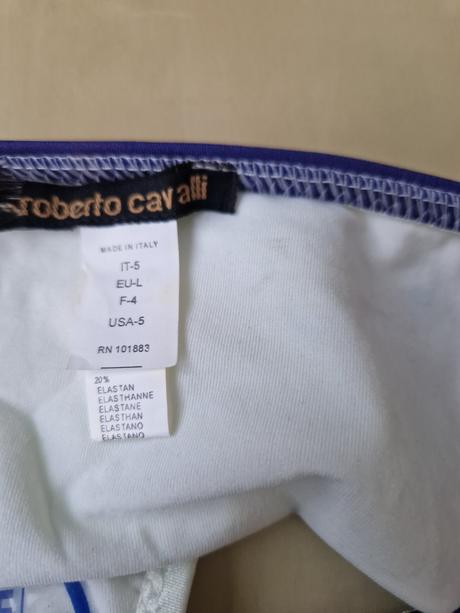 roberto cavalli
MADE IN ITALY
IT-5
EU-L
F-4
USA-5
RN 101883
20%
ELASTAN
ELASTHANNE
ELASTANE
ELASTHAN
ELASTANO
ELASTANO